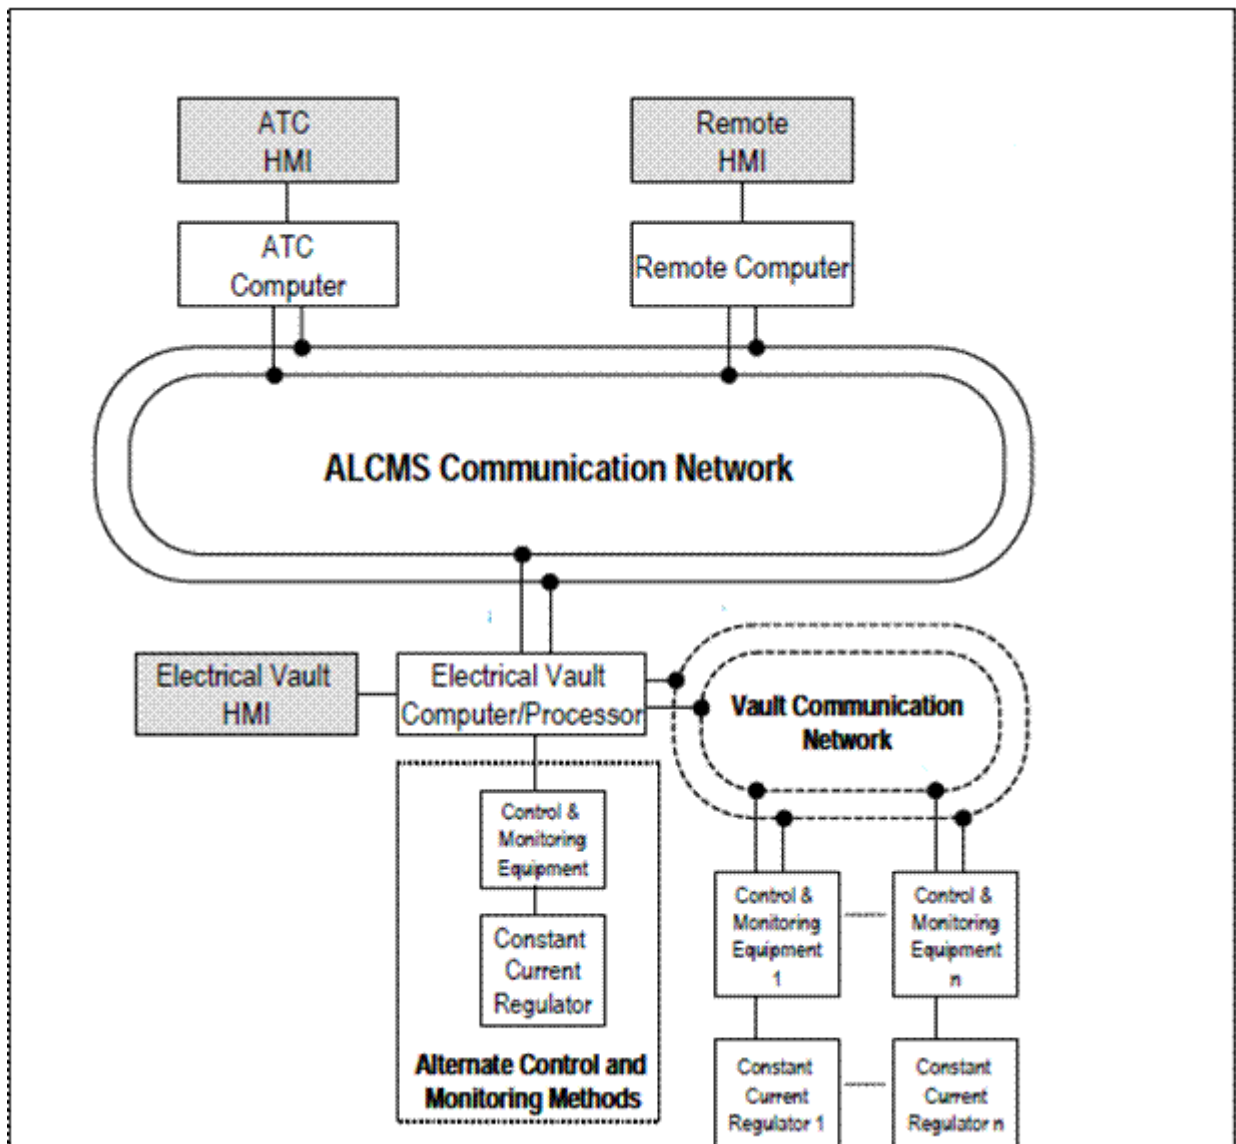 ATC
HMI
Remote
HMI
ATC
Computer
Remote Computer
ALCMS Communication Network
Electrical Vault
HMI
Electrical Vault
Computer/Processor
Vault Communication
Network
Control &
Monitoring
Equipment
Constant
Current
Regulator
Alternate Control and
Monitoring Methods
Control &
Monitoring
Equipment
1
Control &
Monitoring
Equipment
n
Constant
Current
Regulator 1
Constant
Current
Regulator n